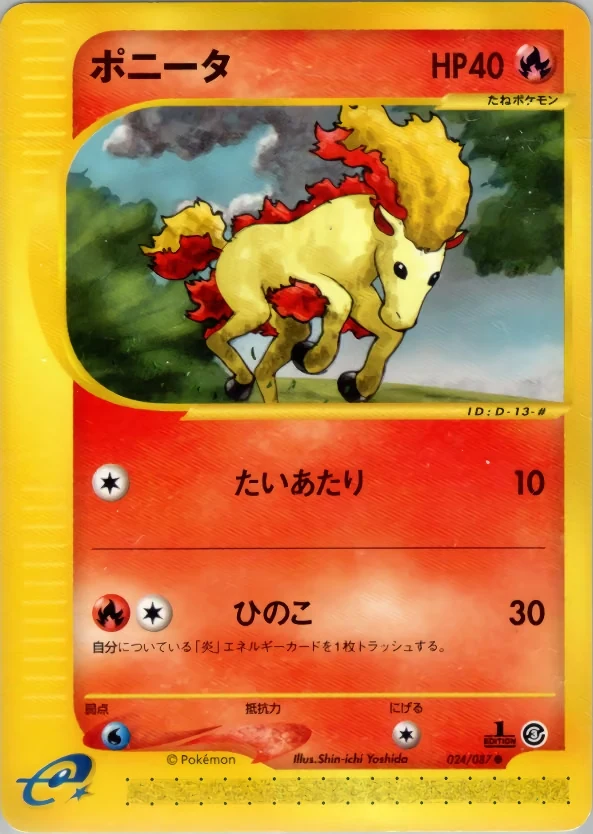 ポニータ HP40
たねポケモン
ID:D-13-#
たいあたり 10
ひのこ 30
自分についている「炎」エネルギーカードを1枚トラッシュする。
弱点 抵抗力 にげる
1
EDITION
3
©Pokémon Illus.Shin-ichi Yoshida 024/087●
e